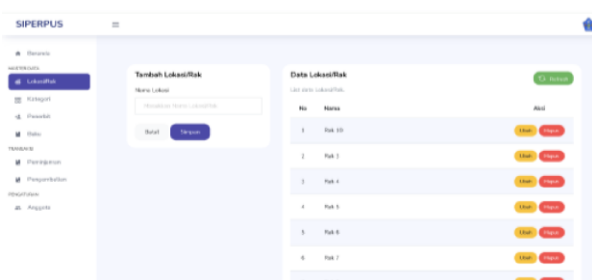 SIPERPUS
Beranda
MASTER DATA
Lokasi/Rak
Kategori
Penerbit
Buku
TRANSAKSI
Peminjaman
Pengembalian
PENGATURAN
Anggota
Tambah Lokasi/Rak
Nama Lokasi
Masukkan Nama Lokasi/Rak
Batal Simpan
Data Lokasi/Rak
Refresh
List data Lokasi/Rak.
No Nama Aksi
1 Rak 10 Ubah Hapus
2 Rak 3 Ubah Hapus
3 Rak 4 Ubah Hapus
4 Rak 5 Ubah Hapus
5 Rak 6 Ubah Hapus
6 Rak 7 Ubah Hapus